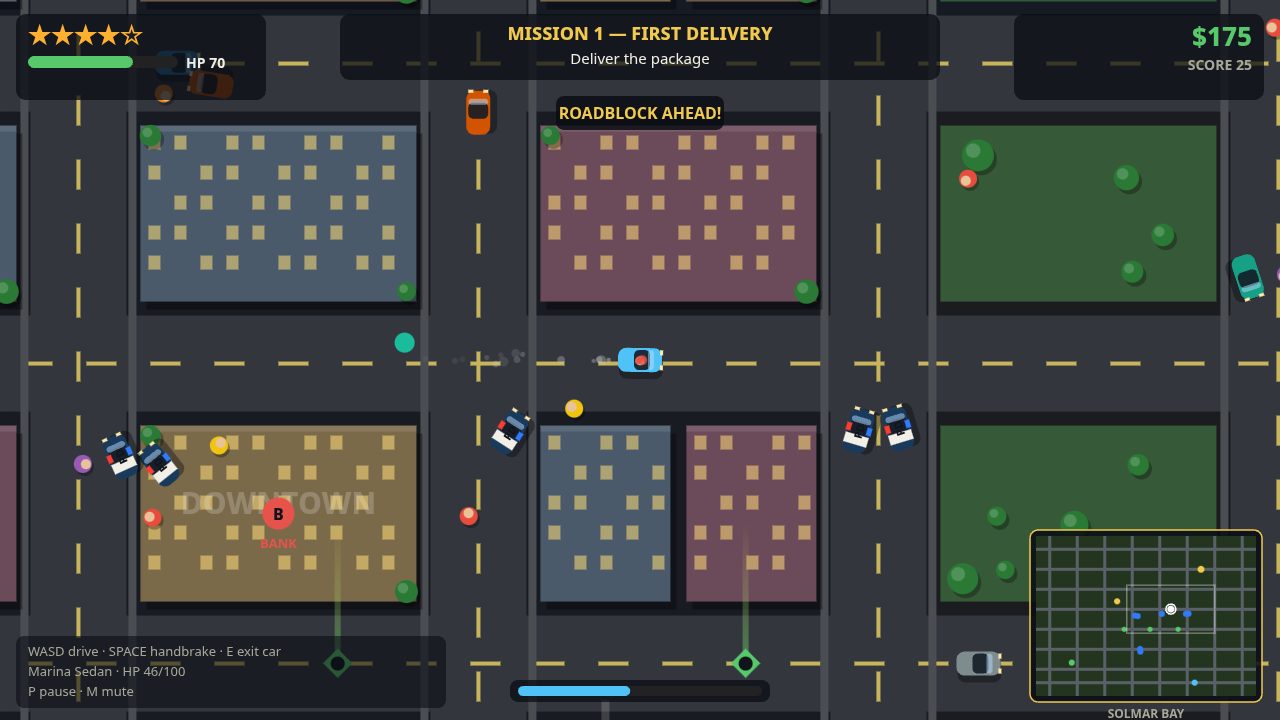 ★★★★☆
HP 70
MISSION 1 — FIRST DELIVERY
Deliver the package
$175
SCORE 25
ROADBLOCK AHEAD!
DOWNTOWN
B
BANK
WASD drive · SPACE handbrake · E exit car
Marina Sedan · HP 46/100
P pause · M mute
SOLMAR BAY